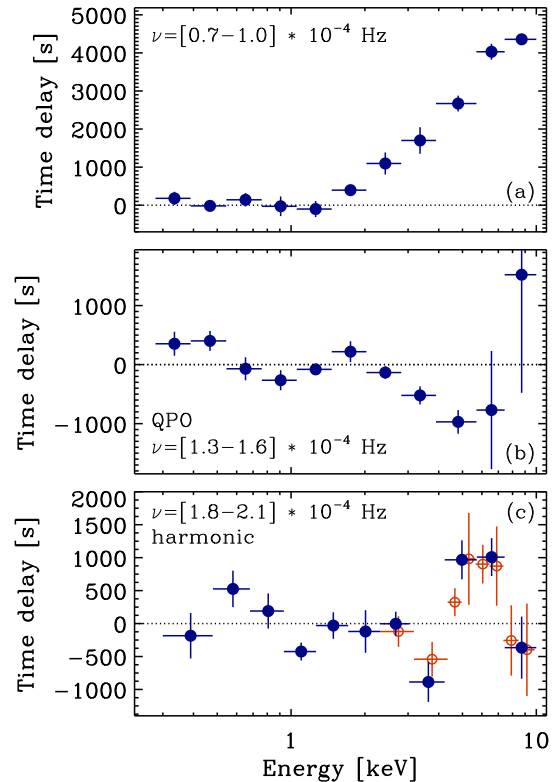 5000
4000
3000
2000
1000
0
Time delay [s]
ν=[0.7−1.0] * 10⁻⁴ Hz
(a)
1000
0
−1000
Time delay [s]
QPO
ν=[1.3−1.6] * 10⁻⁴ Hz
(b)
2000
1500
1000
500
0
−500
−1000
Time delay [s]
ν=[1.8−2.1] * 10⁻⁴ Hz
(c)
harmonic
1
10
Energy [keV]